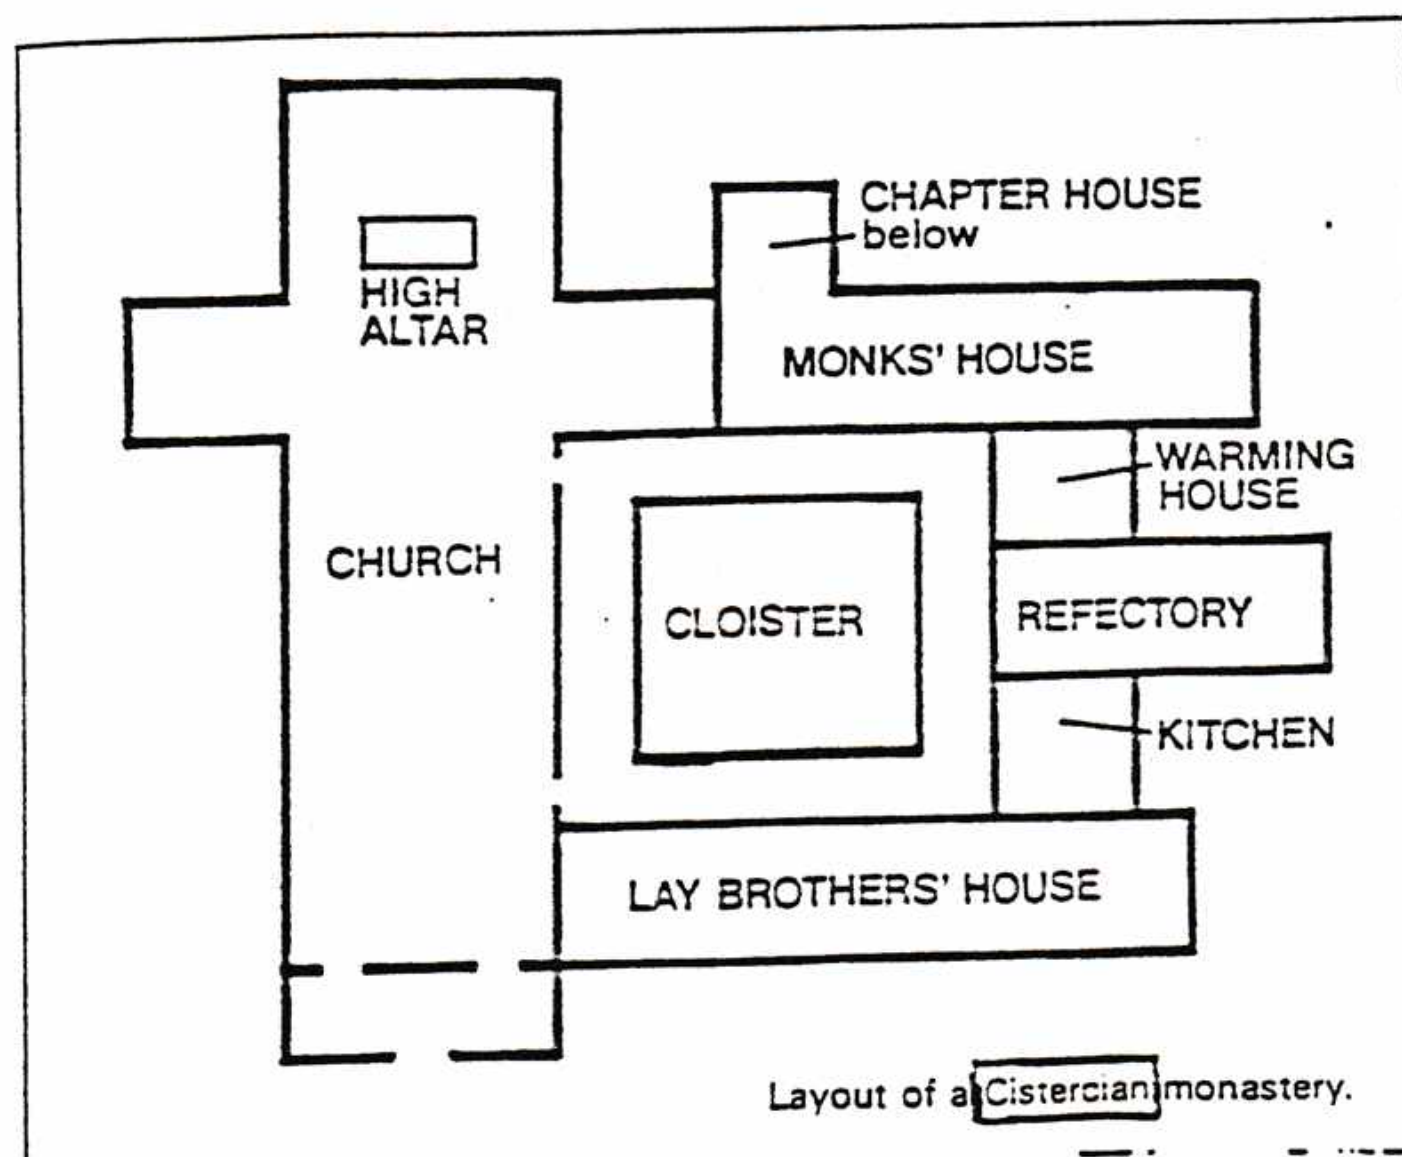 CHAPTER HOUSE
below
HIGH
ALTAR
MONKS' HOUSE
WARMING
HOUSE
CHURCH
CLOISTER
REFECTORY
KITCHEN
LAY BROTHERS' HOUSE
Layout of a Cistercian monastery.